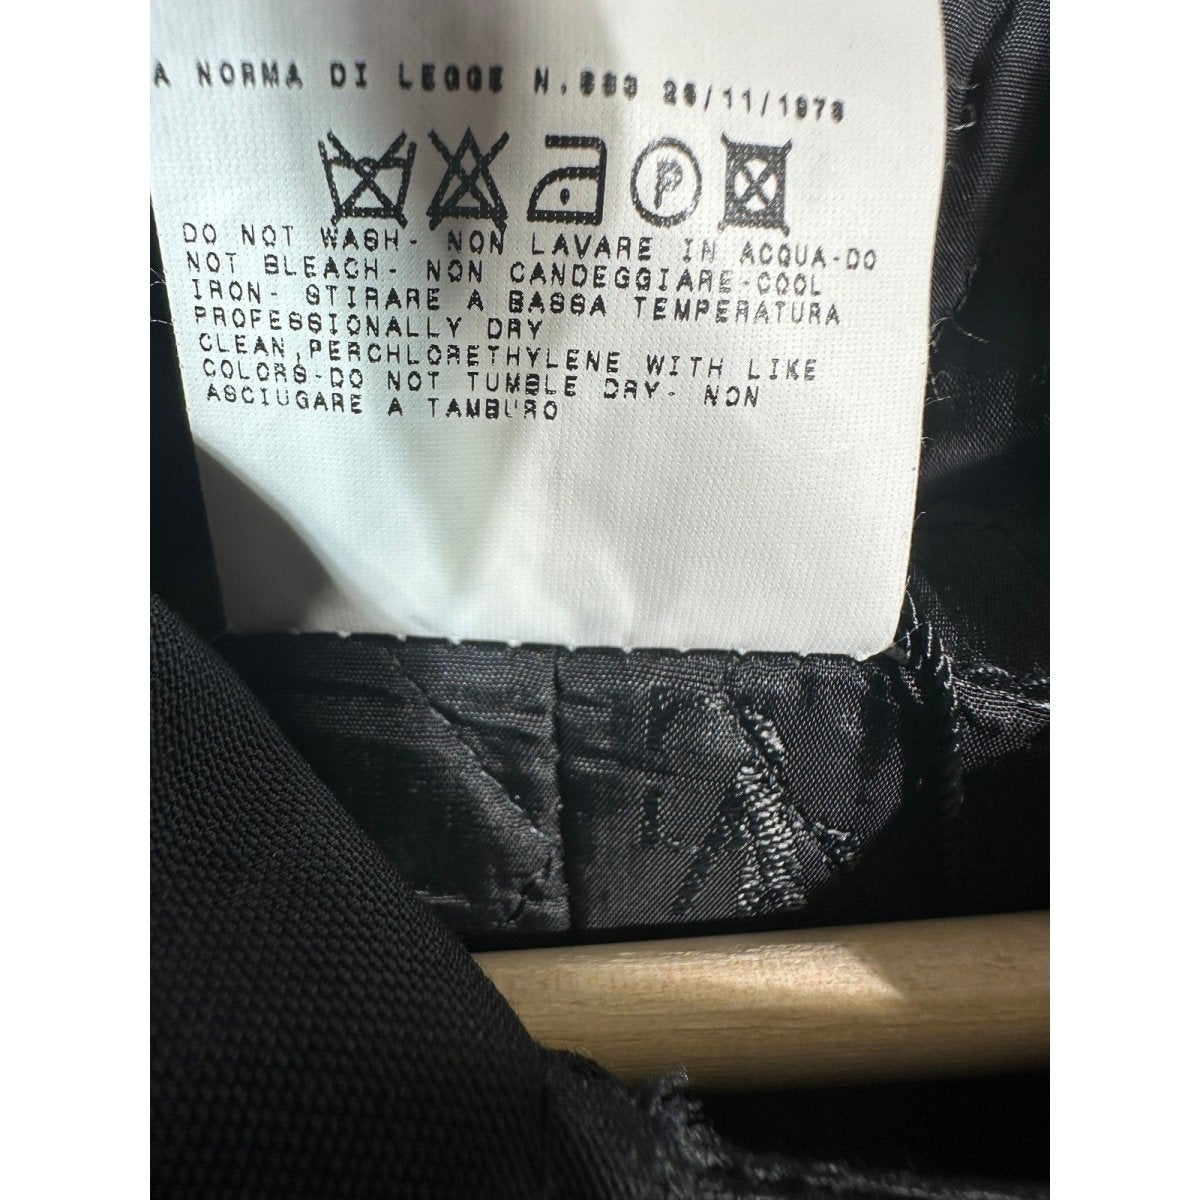 A NORMA DI LEGGE N.883 26/11/1973
P
DO NOT WASH- NON LAVARE IN ACQUA-DO
NOT BLEACH- NON CANDEGGIARE-COOL
IRON- STIRARE A BASSA TEMPERATURA
PROFESSIONALLY DRY
CLEAN,PERCHLORETHYLENE WITH LIKE
COLORS-DO NOT TUMBLE DRY- NON
ASCIUGARE A TAMBURO